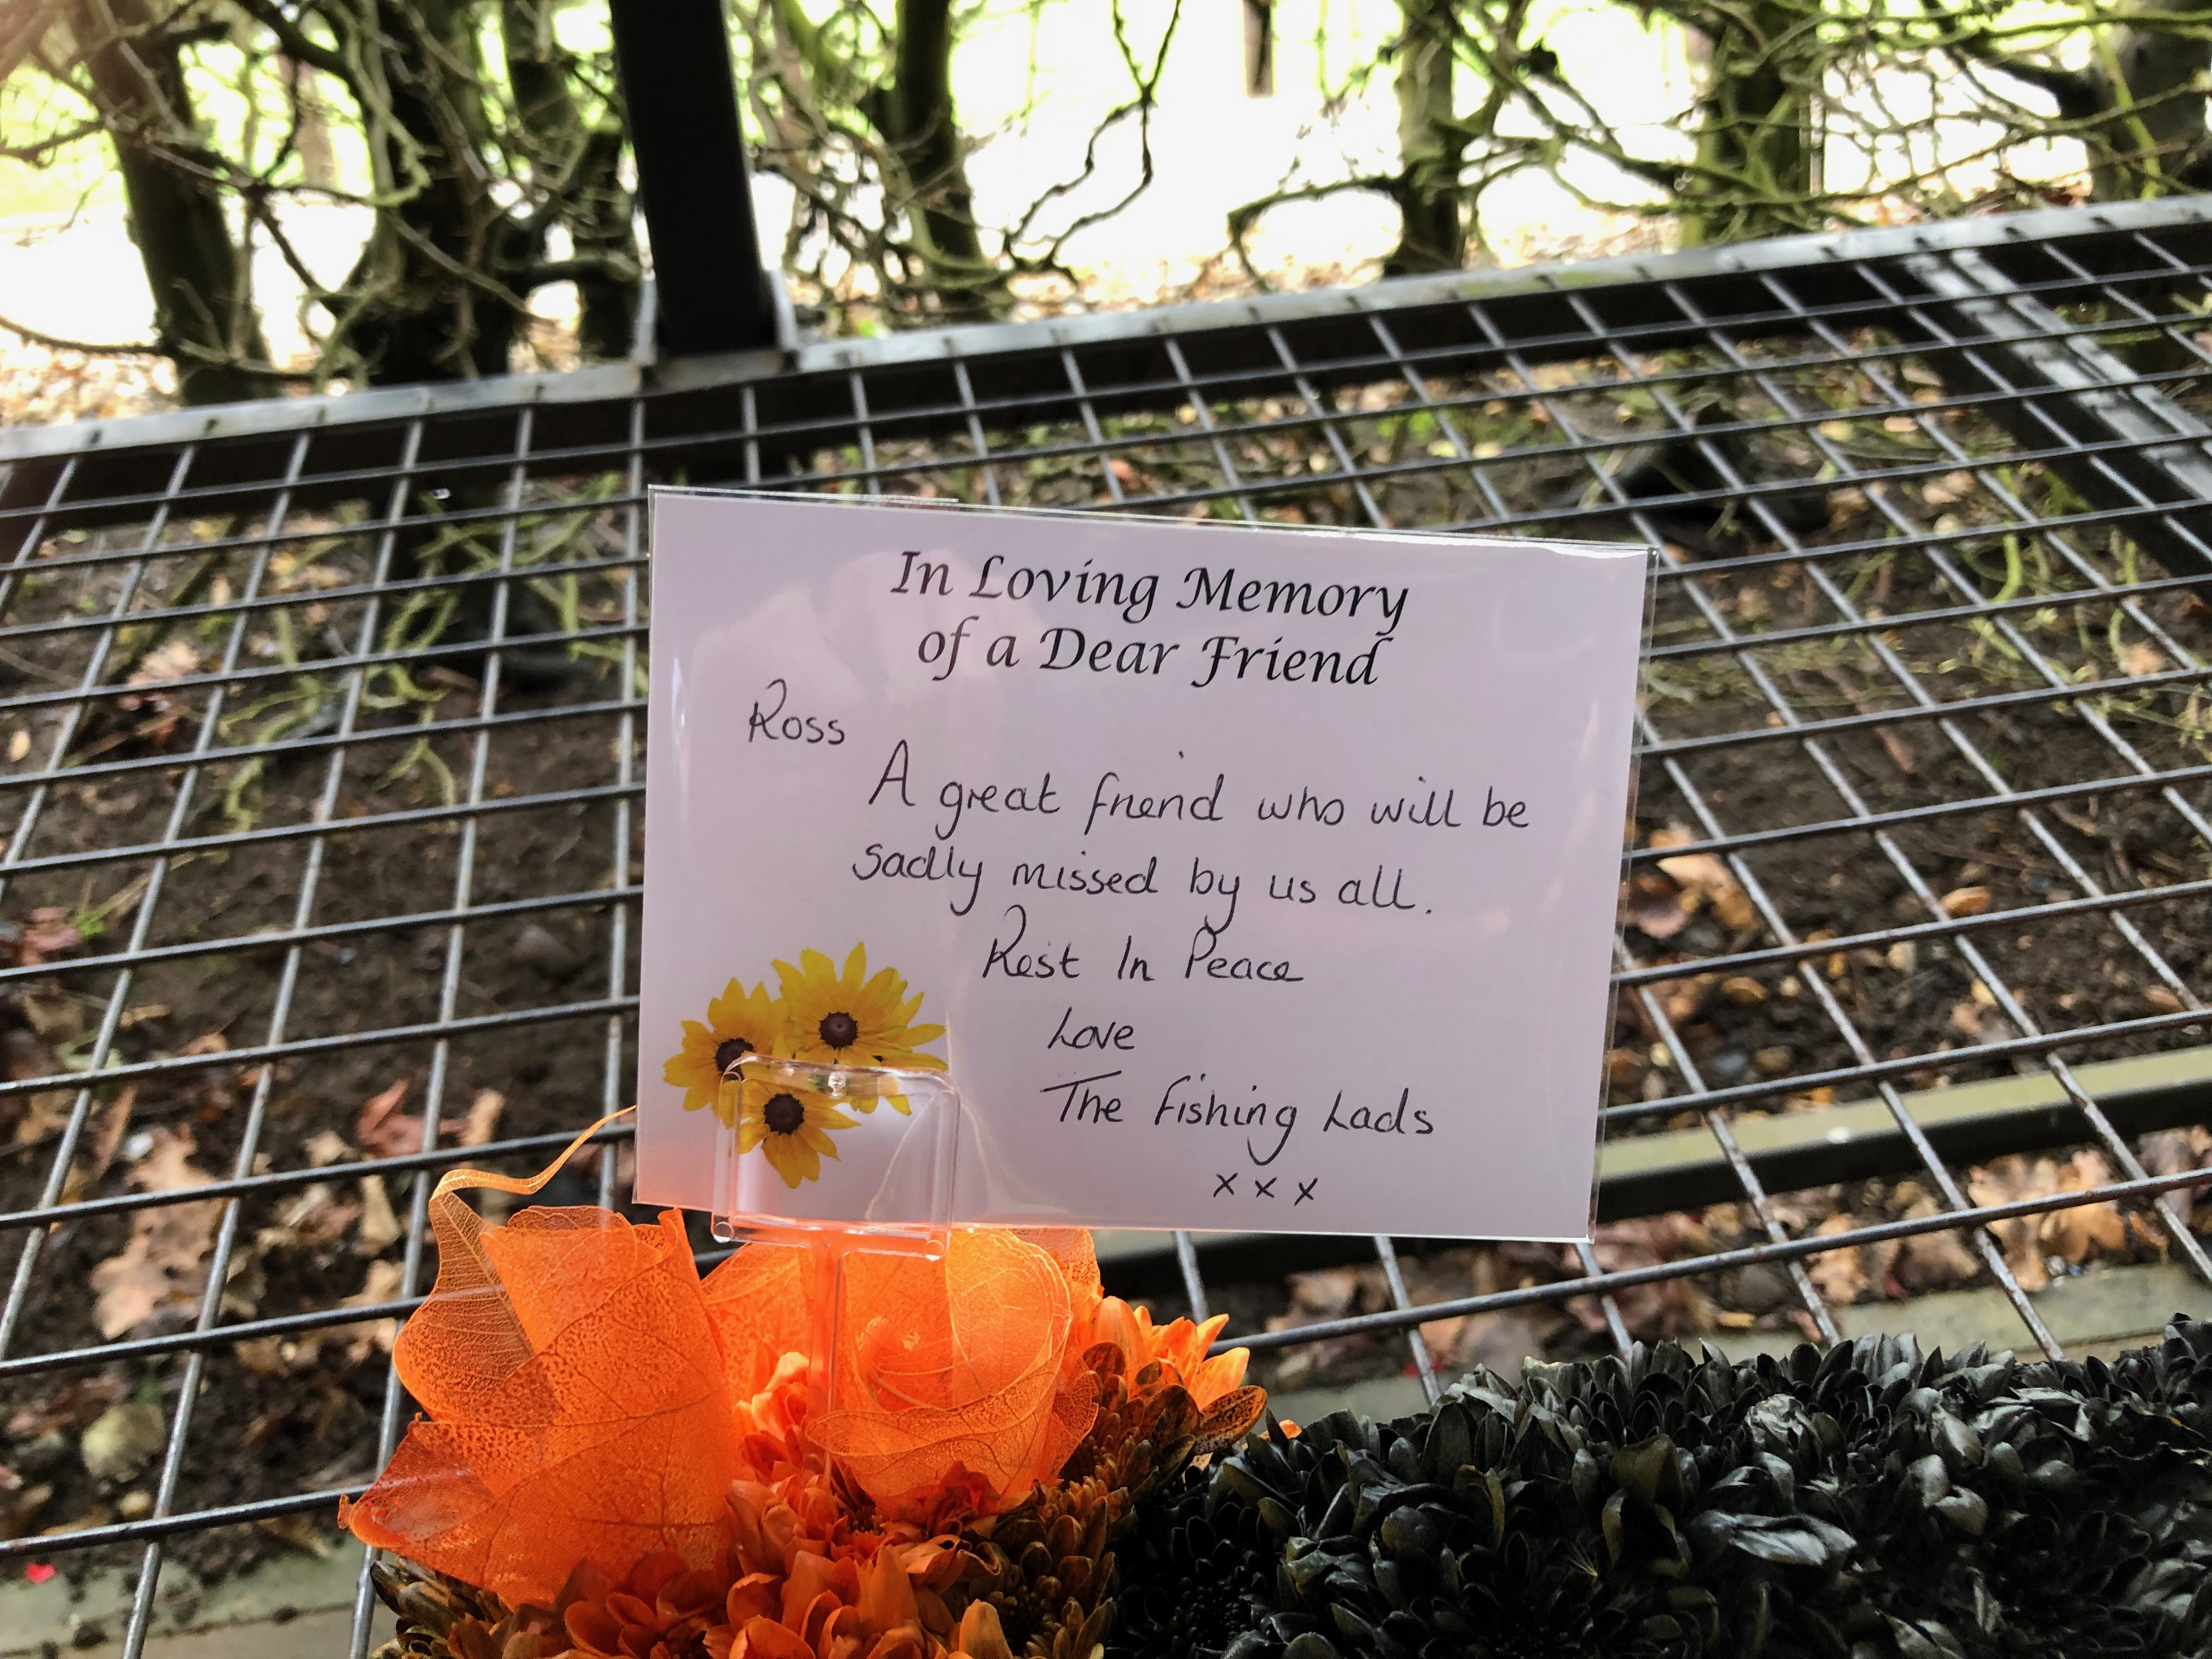 In Loving Memory
of a Dear Friend
Ross
A great friend who will be
sadly missed by us all.
Rest In Peace
Love
The Fishing Lads
x x x